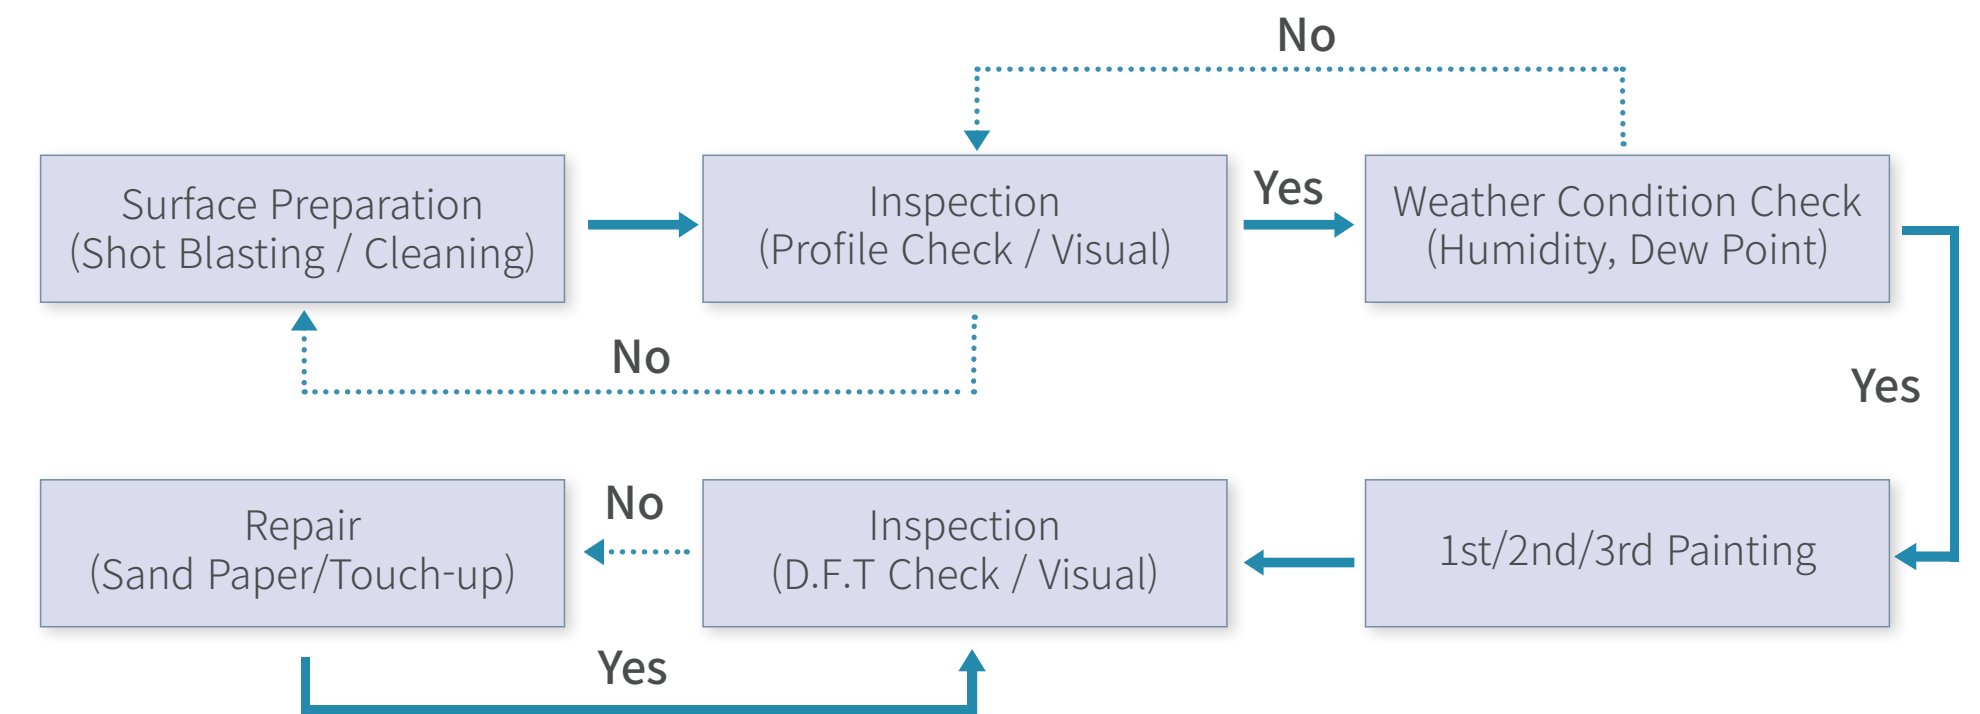 No
Surface Preparation
(Shot Blasting / Cleaning)
Inspection
(Profile Check / Visual)
Yes
Weather Condition Check
(Humidity, Dew Point)
No
Yes
Repair
(Sand Paper/Touch-up)
No
Inspection
(D.F.T Check / Visual)
1st/2nd/3rd Painting
Yes